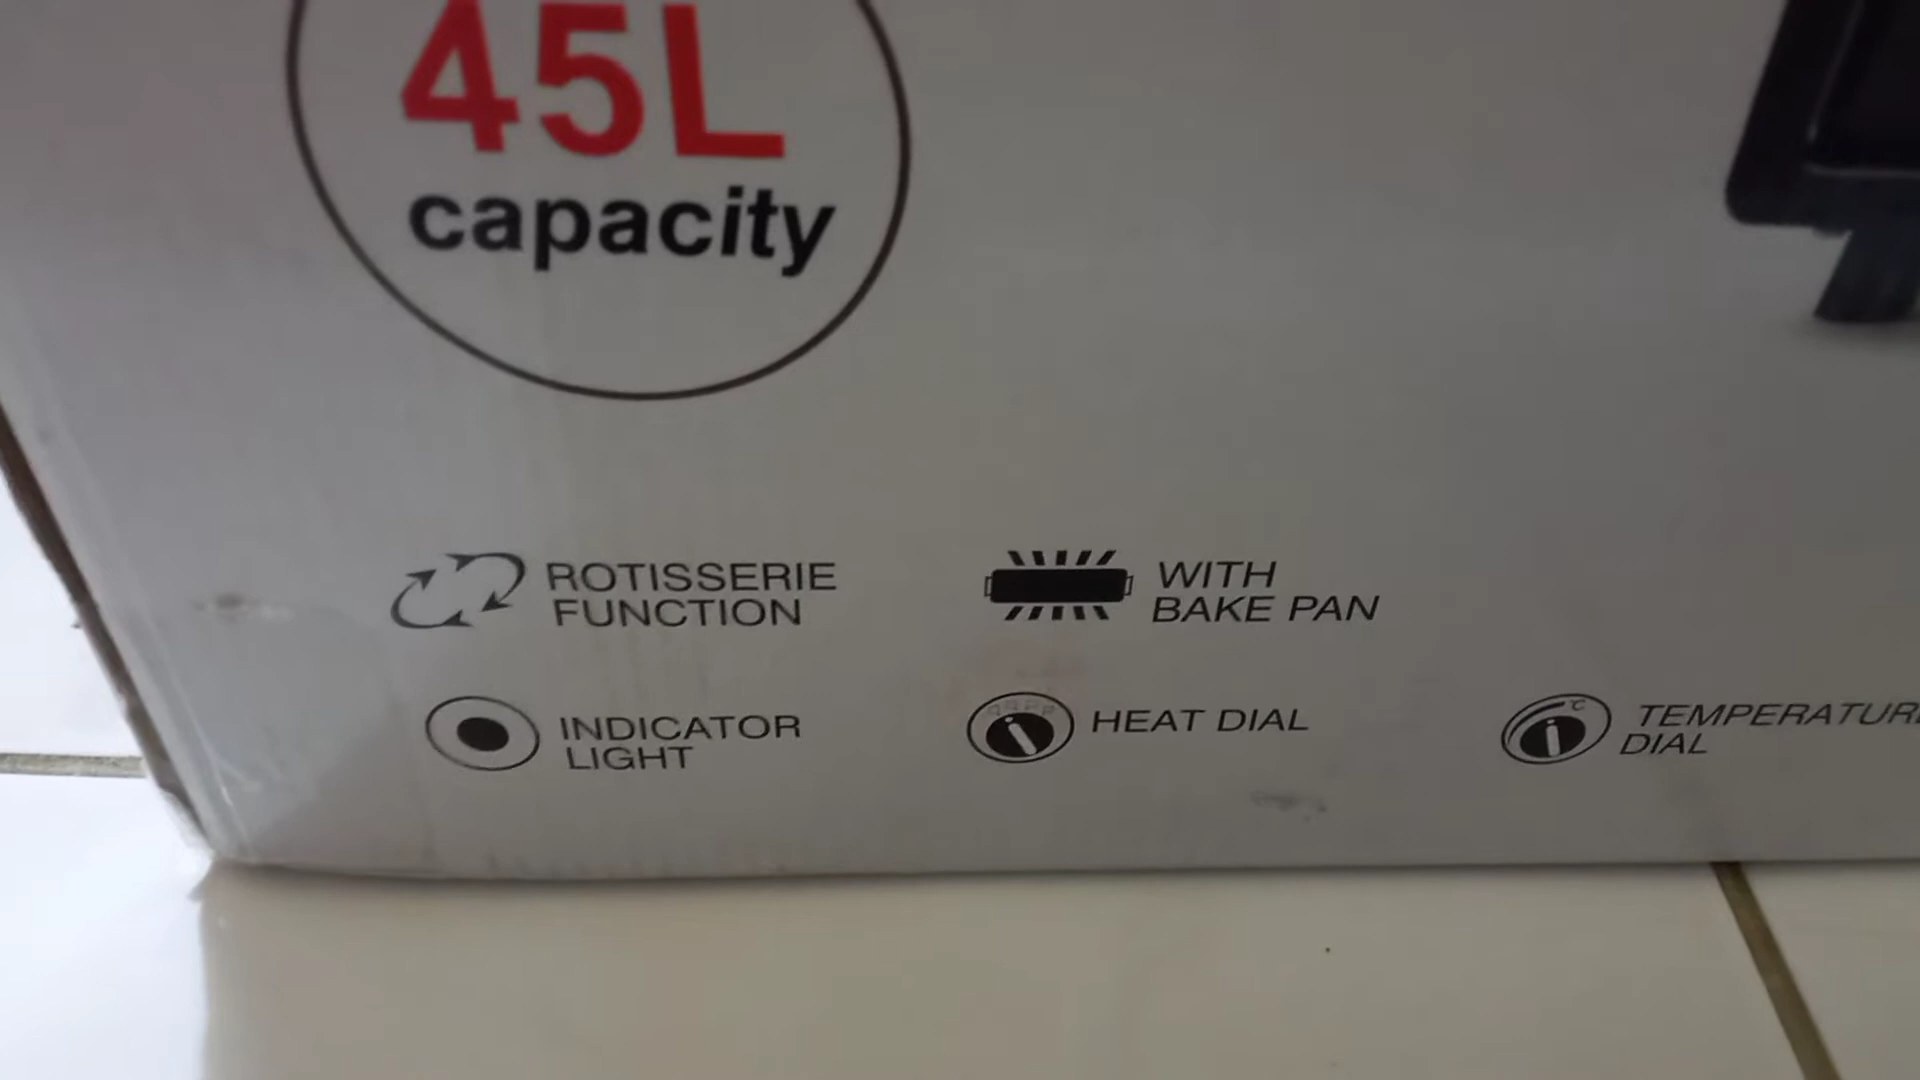 45L
capacity
ROTISSERIE
FUNCTION
WITH
BAKE PAN
INDICATOR
LIGHT
HEAT DIAL
TEMPERATURE
DIAL